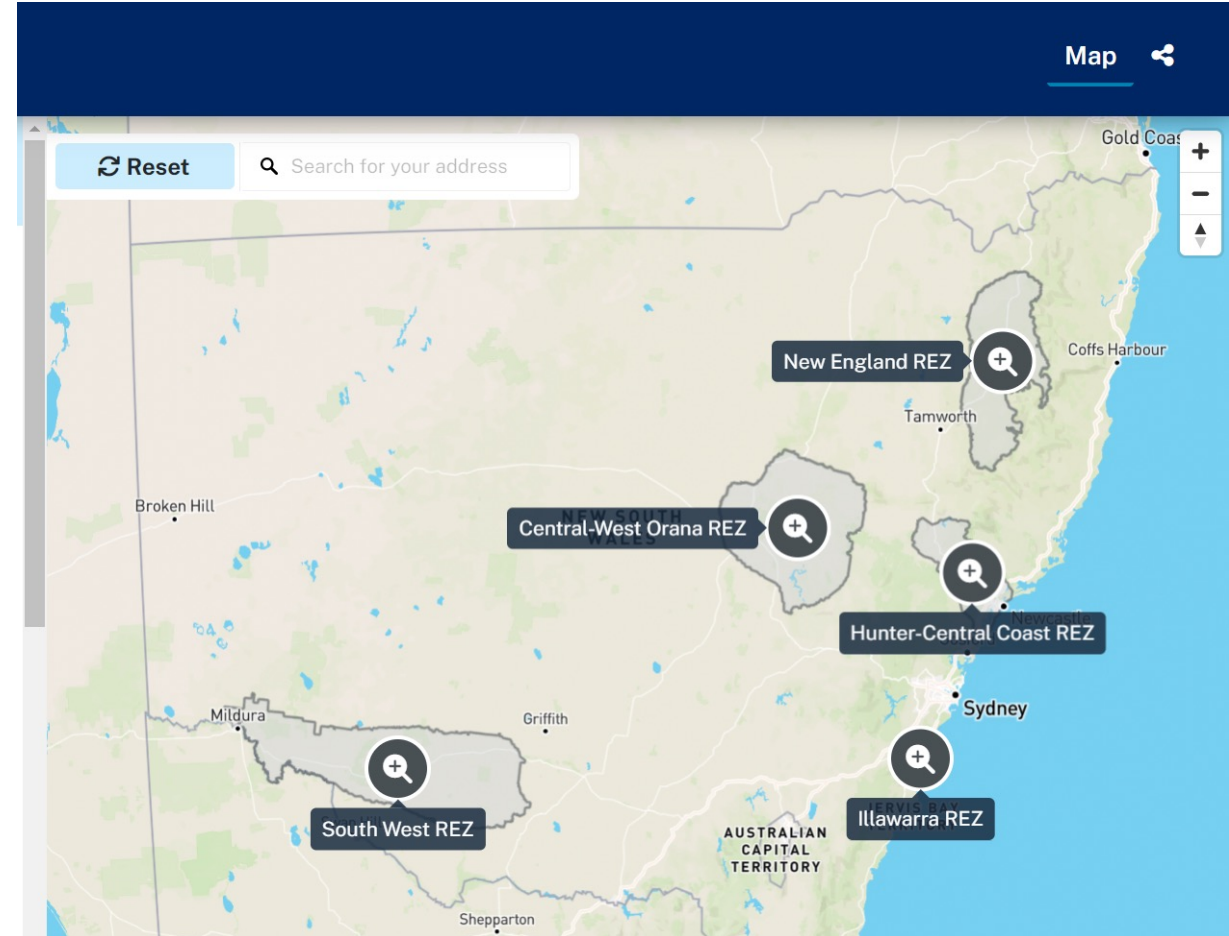 Map
Reset
Search for your address
Gold Coas
New England REZ
Coffs Harbour
Tamworth
Broken Hill
NEW SOUTH
WALES
Central-West Orana REZ
Newcastle
Hunter-Central Coast REZ
Mildura
Griffith
Sydney
South West REZ
JERVIS BAY
Illawarra REZ
AUSTRALIAN
CAPITAL
TERRITORY
Shepparton